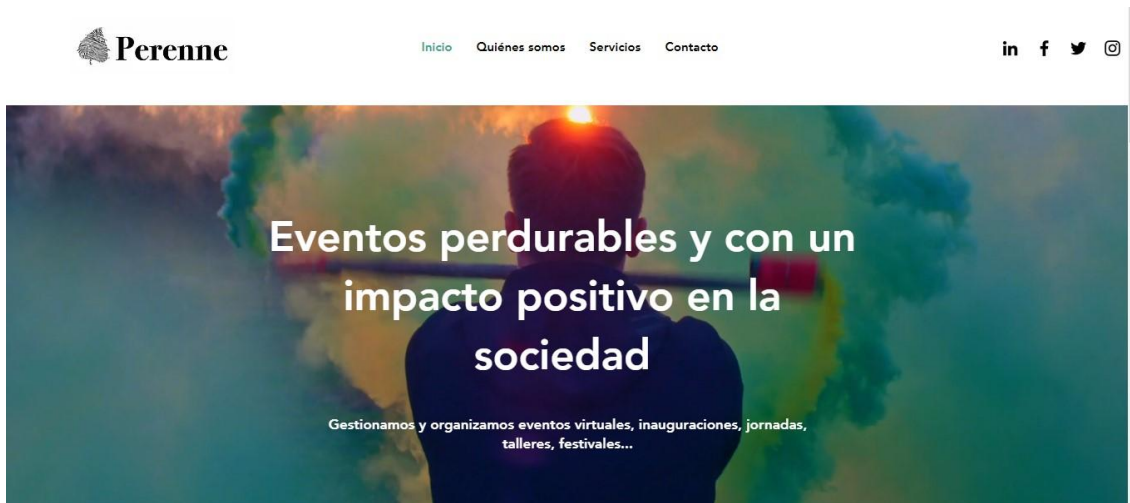 Perenne
Inicio Quiénes somos Servicios Contacto
Eventos perdurables y con un
impacto positivo en la
sociedad
Gestionamos y organizamos eventos virtuales, inauguraciones, jornadas,
talleres, festivales...